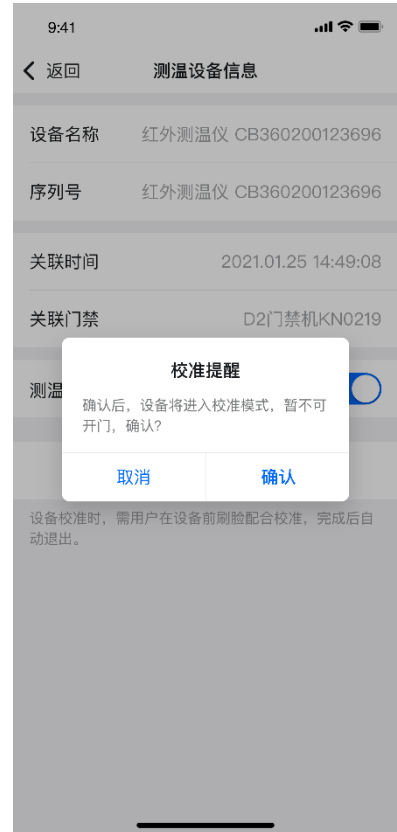 9:41
返回
测温设备信息
设备名称 红外测温仪 CB360200123696
序列号 红外测温仪 CB360200123696
关联时间 2021.01.25 14:49:08
关联门禁 D2门禁机KN0219
测温
校准提醒
确认后，设备将进入校准模式，暂不可
开门，确认?
取消 确认
设备校准时，需用户在设备前刷脸配合校准，完成后自
动退出。